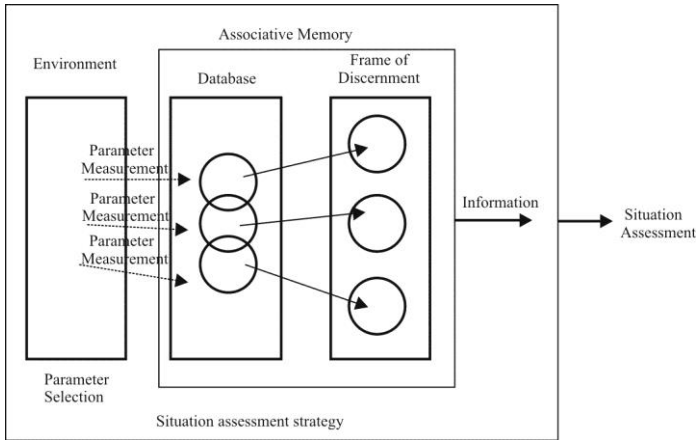 Associative Memory
Environment
Database
Frame of
Discernment
Parameter
Measurement
Parameter
Measurement
Parameter
Measurement
Information
Situation
Assessment
Parameter
Selection
Situation assessment strategy